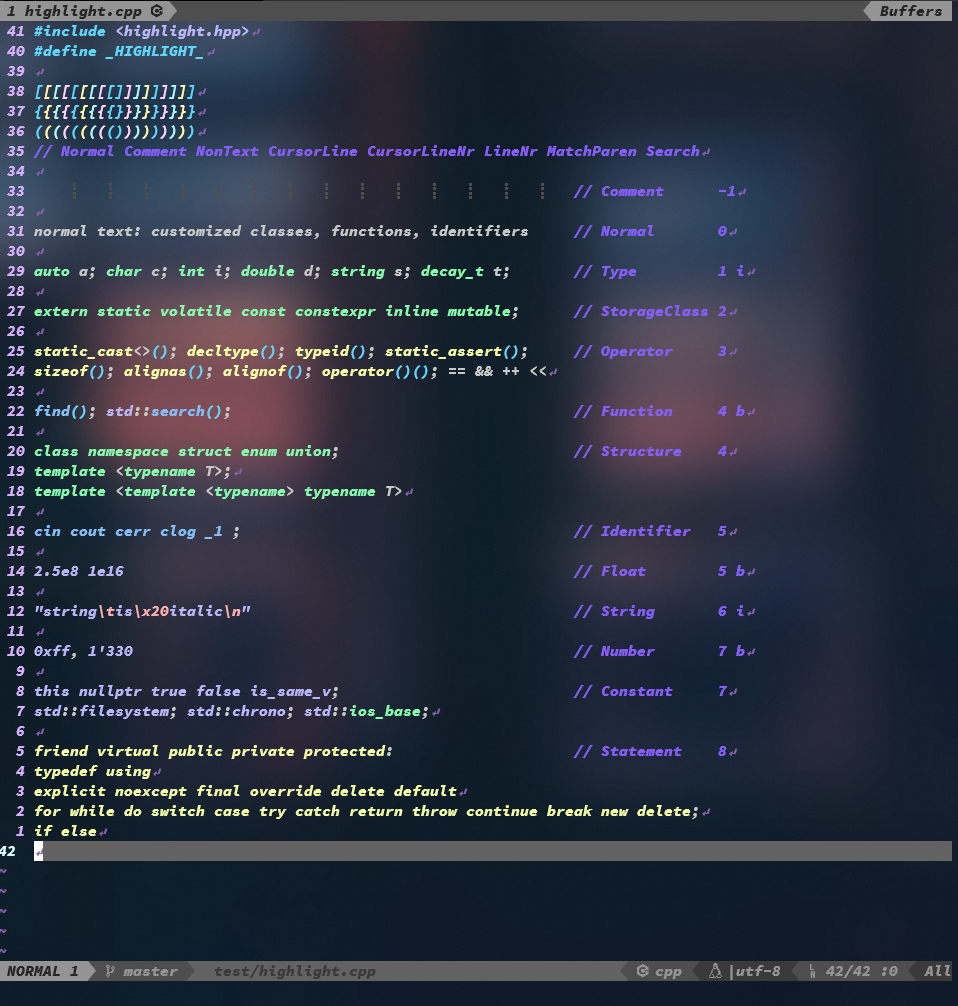 1 highlight.cpp Buffers
41 #include <highlight.hpp>
40 #define _HIGHLIGHT_
39
38 [[[[[[[[[]]]]]]]]]
37 {{{{{{{{{}}}}}}}}}
36 ((((((((()))))))))
35 // Normal Comment NonText CursorLine CursorLineNr LineNr MatchParen Search
34
33 // Comment -1
32
31 normal text: customized classes, functions, identifiers // Normal 0
30
29 auto a; char c; int i; double d; string s; decay_t t; // Type 1 i
28
27 extern static volatile const constexpr inline mutable; // StorageClass 2
26
25 static_cast<>(); decltype(); typeid(); static_assert(); // Operator 3
24 sizeof(); alignas(); alignof(); operator()(); == && ++ <<
23
22 find(); std::search(); // Function 4 b
21
20 class namespace struct enum union; // Structure 4
19 template <typename T>;
18 template <template <typename> typename T>
17
16 cin cout cerr clog _1 ; // Identifier 5
15
14 2.5e8 1e16 // Float 5 b
13
12 "string\tis\x20italic\n" // String 6 i
11
10 0xff, 1'330 // Number 7 b
9
8 this nullptr true false is_same_v; // Constant 7
7 std::filesystem; std::chrono; std::ios_base;
6
5 friend virtual public private protected: // Statement 8
4 typedef using
3 explicit noexcept final override delete default
2 for while do switch case try catch return throw continue break new delete;
1 if else
42
~
~
~
~
~
NORMAL 1 master test/highlight.cpp cpp |utf-8 LN 42/42 :0 All